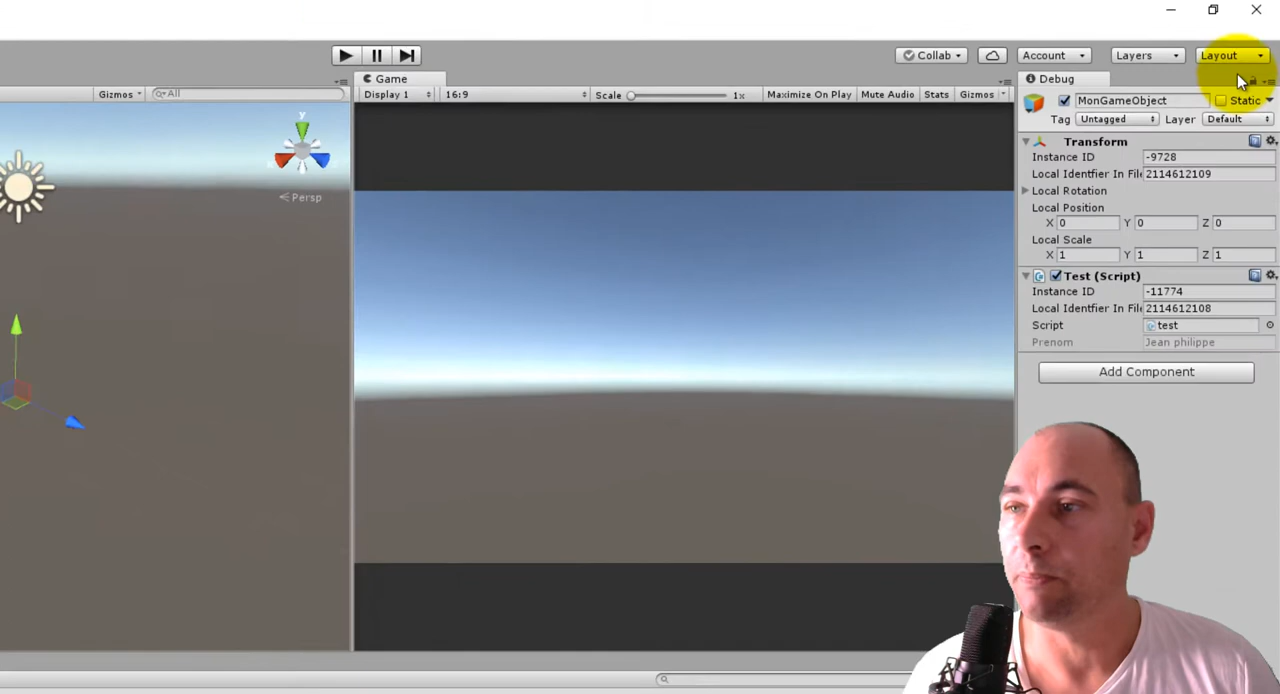 Collab
Account
Layers
Layout
Game
Debug
Gizmos
All
Display 1
16:9
Scale
1x
Maximize On Play
Mute Audio
Stats
Gizmos
MonGameObject
Static
Tag
Untagged
Layer
Default
y
Persp
Transform
Instance ID
-9728
Local Identfier In Fil
2114612109
Local Rotation
Local Position
X 0 Y 0 Z 0
Local Scale
X 1 Y 1 Z 1
Test (Script)
Instance ID
-11774
Local Identfier In Fil
2114612108
Script
test
Prenom
Jean philippe
Add Component